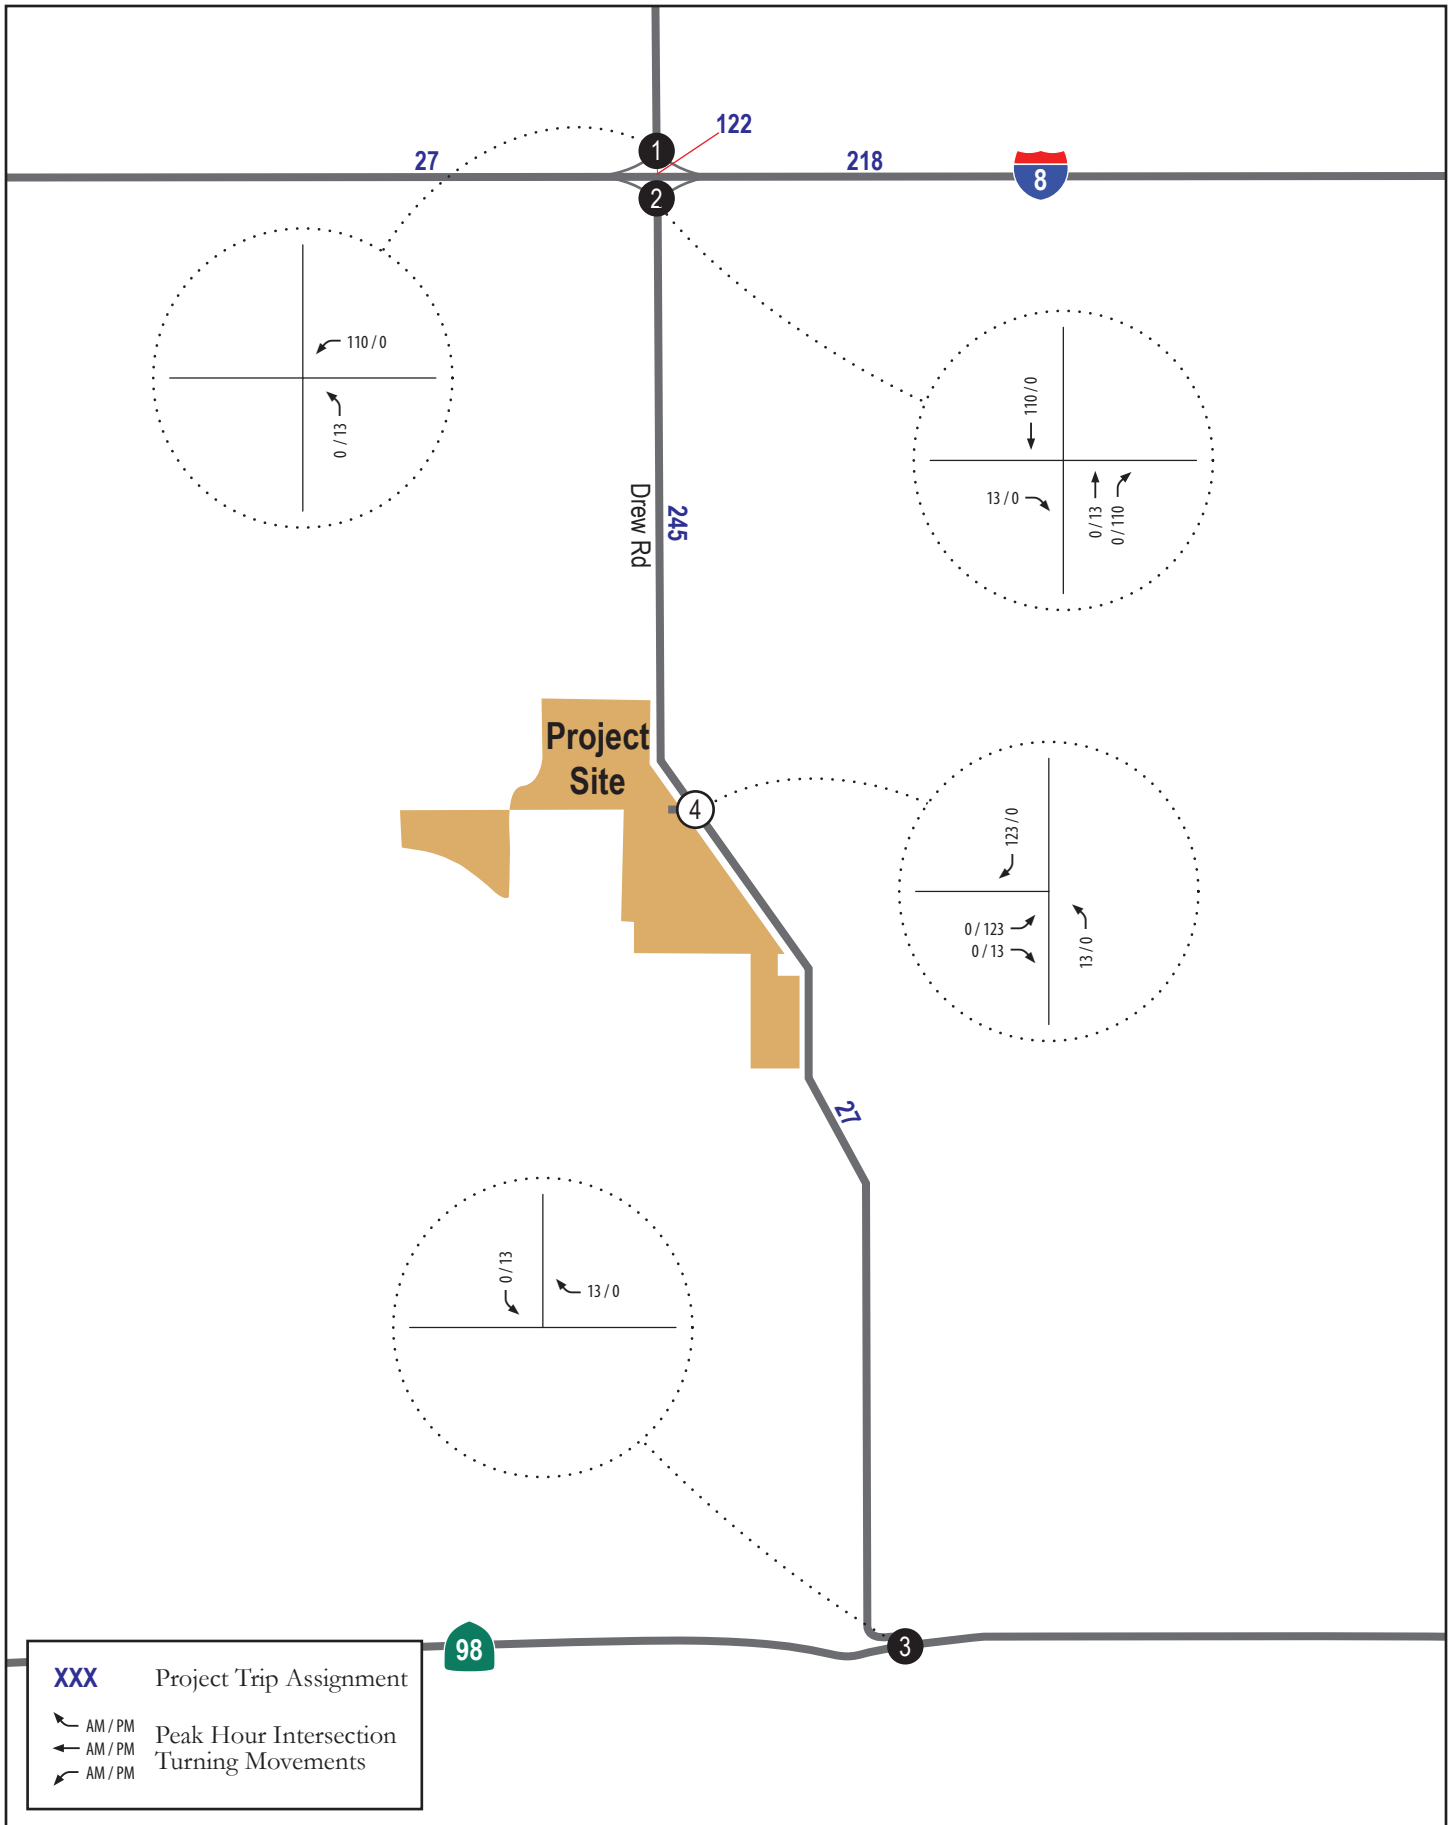 122
27
218
1
8
2
110 / 0
0 / 13
110 / 0
13 / 0
0 / 13
0 / 110
Drew Rd
245
Project
Site
4
123 / 0
0 / 123
0 / 13
13 / 0
27
0 / 13
13 / 0
3
98
XXX Project Trip Assignment
AM / PM
AM / PM
AM / PM
Peak Hour Intersection
Turning Movements